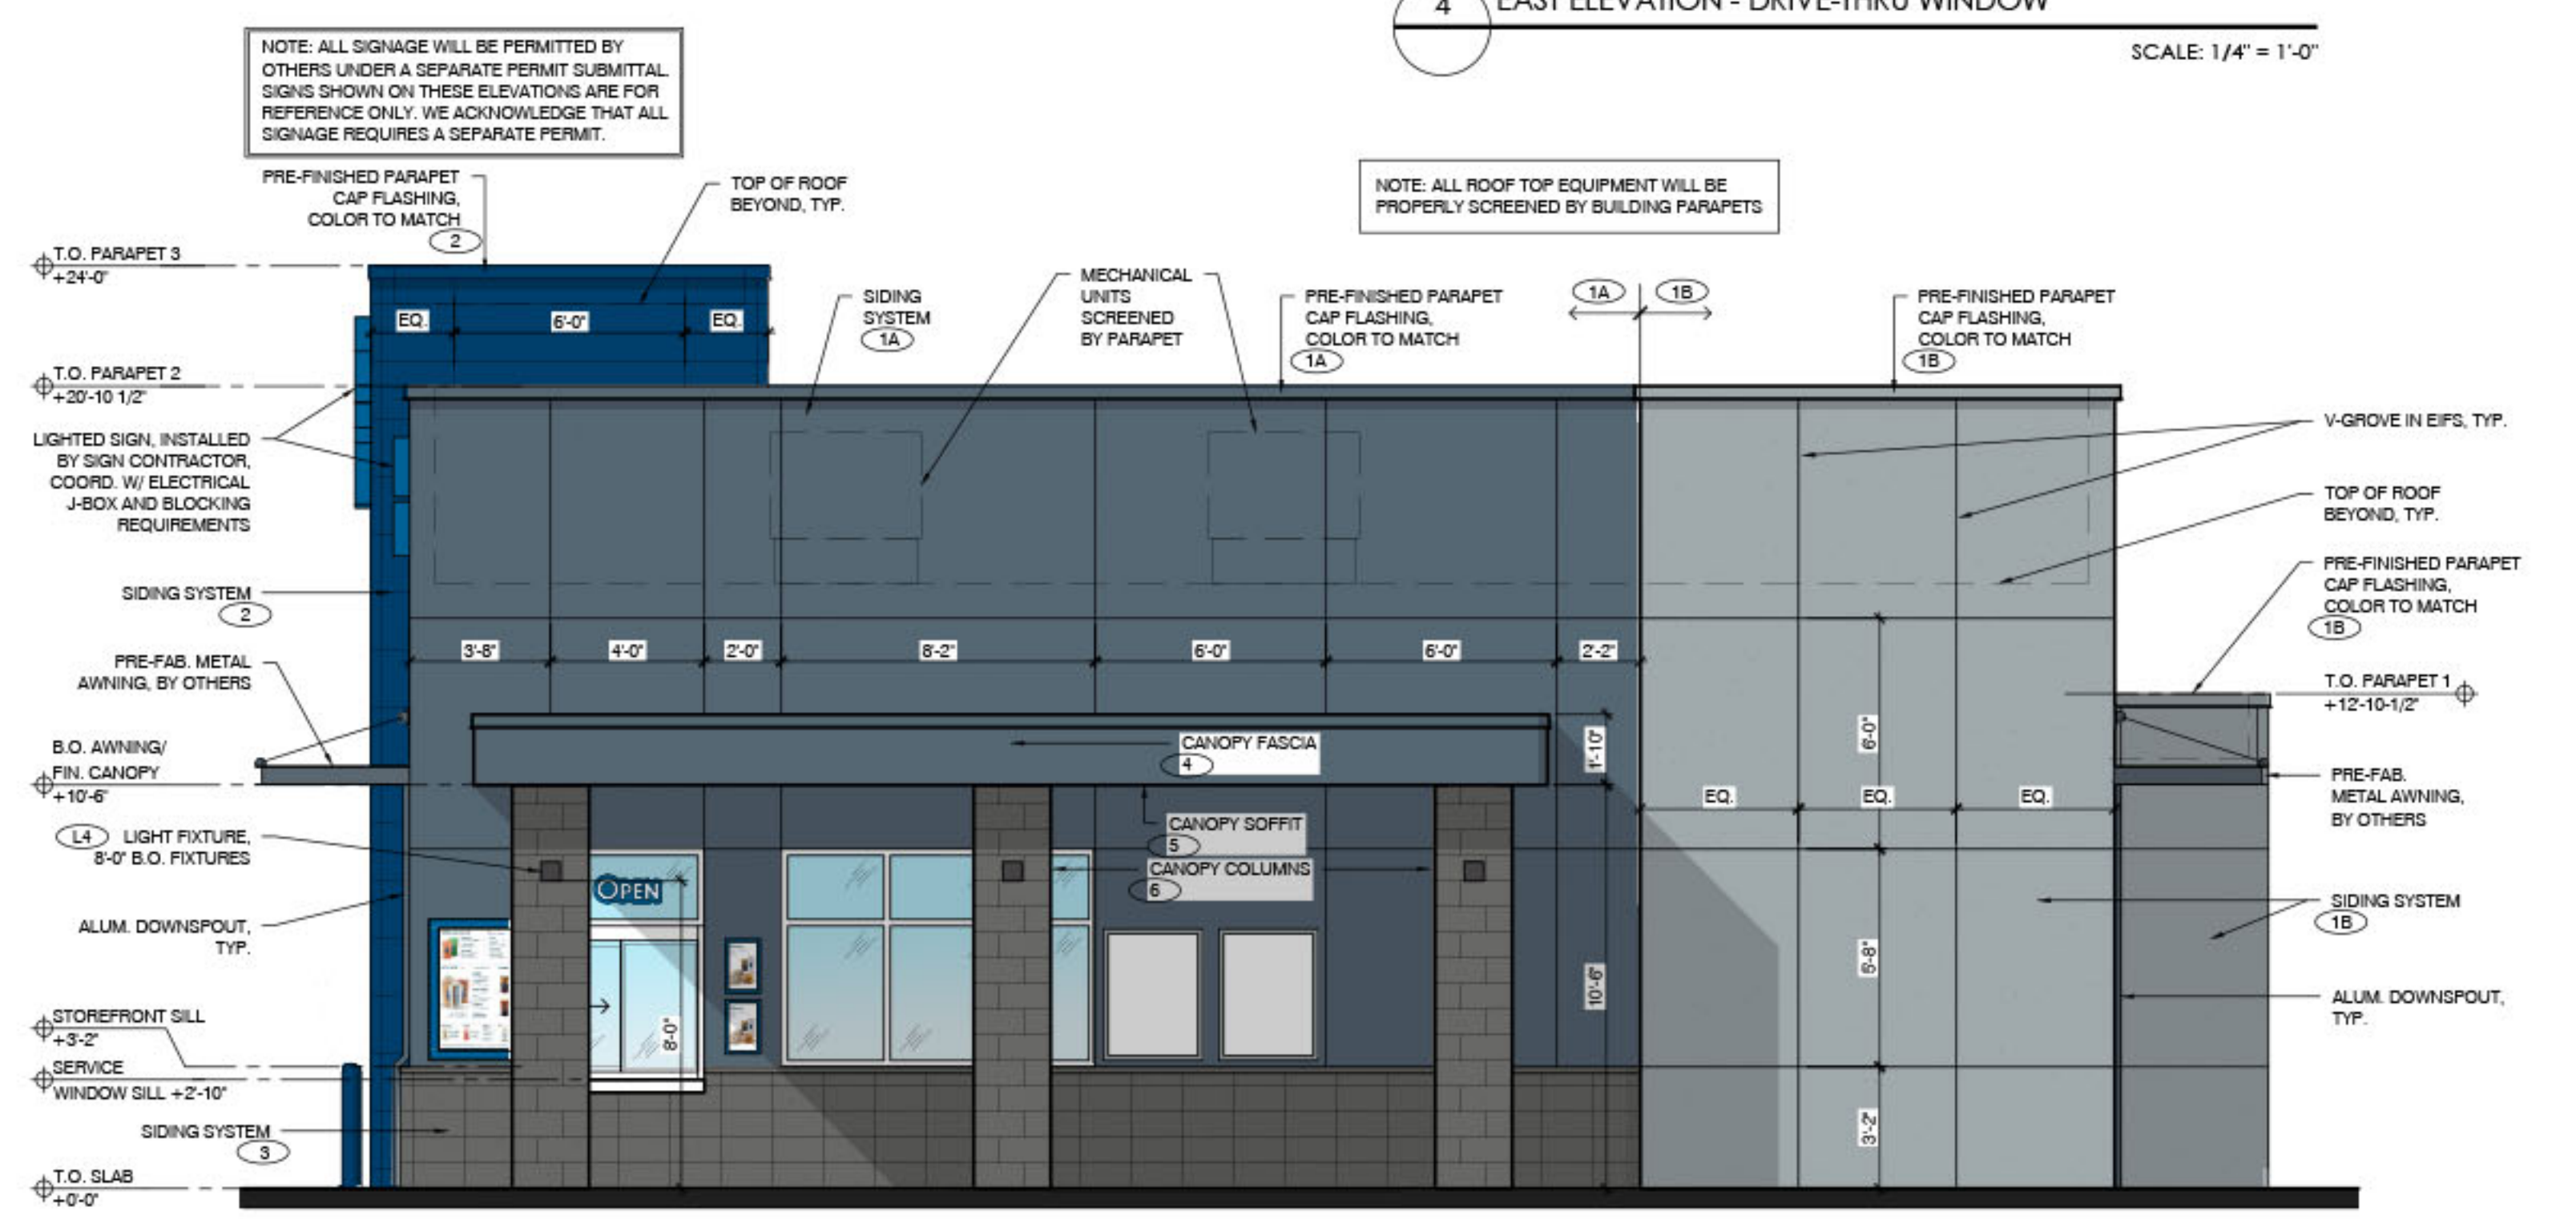 4 EAST ELEVATION - DRIVE-THRU WINDOW
SCALE: 1/4" = 1'-0"
NOTE: ALL SIGNAGE WILL BE PERMITTED BY
OTHERS UNDER A SEPARATE PERMIT SUBMITTAL.
SIGNS SHOWN ON THESE ELEVATIONS ARE FOR
REFERENCE ONLY. WE ACKNOWLEDGE THAT ALL
SIGNAGE REQUIRES A SEPARATE PERMIT.
NOTE: ALL ROOF TOP EQUIPMENT WILL BE
PROPERLY SCREENED BY BUILDING PARAPETS
PRE-FINISHED PARAPET
CAP FLASHING,
COLOR TO MATCH
2
TOP OF ROOF
BEYOND, TYP.
T.O. PARAPET 3
+24'-0"
EQ.
6'-0"
EQ.
SIDING
SYSTEM
1A
MECHANICAL
UNITS
SCREENED
BY PARAPET
PRE-FINISHED PARAPET
CAP FLASHING,
COLOR TO MATCH
1A
1A
1B
PRE-FINISHED PARAPET
CAP FLASHING,
COLOR TO MATCH
1B
T.O. PARAPET 2
+20'-10 1/2"
LIGHTED SIGN, INSTALLED
BY SIGN CONTRACTOR,
COORD. W/ ELECTRICAL
J-BOX AND BLOCKING
REQUIREMENTS
V-GROVE IN EIFS, TYP.
TOP OF ROOF
BEYOND, TYP.
SIDING SYSTEM
2
PRE-FINISHED PARAPET
CAP FLASHING,
COLOR TO MATCH
1B
3'-8"
4'-0"
2'-0"
8'-2"
6'-0"
6'-0"
2'-2"
PRE-FAB. METAL
AWNING, BY OTHERS
T.O. PARAPET 1
+12'-10-1/2"
B.O. AWNING/
FIN. CANOPY
+10'-6"
CANOPY FASCIA
4
1'-10"
6'-0"
PRE-FAB.
METAL AWNING,
BY OTHERS
EQ.
EQ.
EQ.
L4 LIGHT FIXTURE,
8'-0" B.O. FIXTURES
CANOPY SOFFIT
5
CANOPY COLUMNS
6
OPEN
ALUM. DOWNSPOUT,
TYP.
SIDING SYSTEM
1B
5'-8"
10'-6"
8'-0"
ALUM. DOWNSPOUT,
TYP.
STOREFRONT SILL
+3'-2"
SERVICE
WINDOW SILL +2'-10"
SIDING SYSTEM
3
3'-2"
T.O. SLAB
+0'-0"